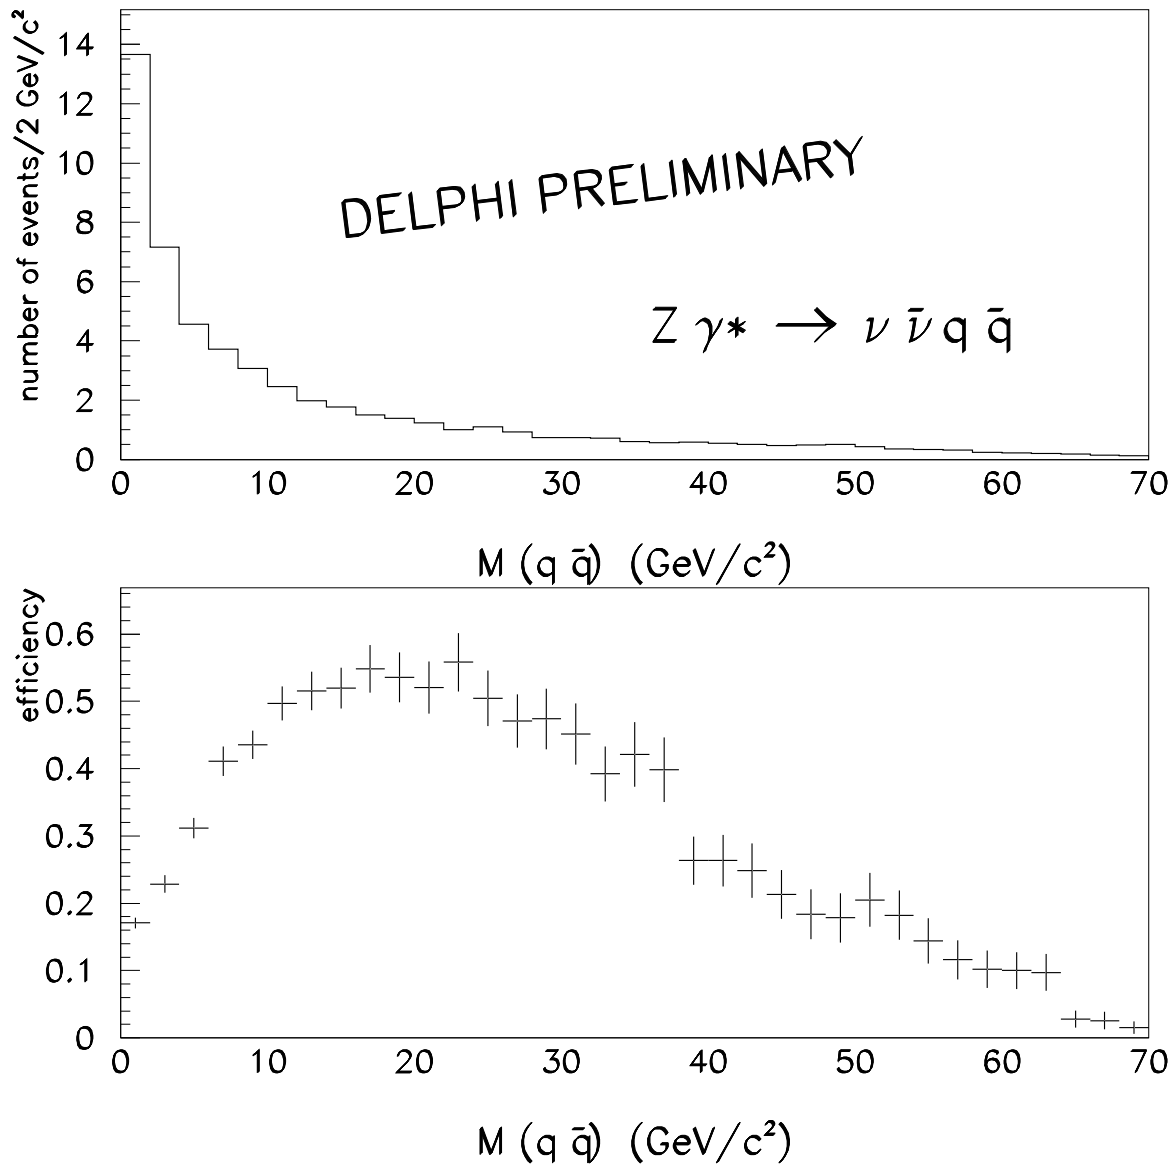 number of events/2 GeV/c²
14
12
10
8
6
4
2
0
DELPHI PRELIMINARY
Z γ* → ν ν̄ q q̄
0 10 20 30 40 50 60 70
M (q q̄) (GeV/c²)
efficiency
0.6
0.5
0.4
0.3
0.2
0.1
0
0 10 20 30 40 50 60 70
M (q q̄) (GeV/c²)